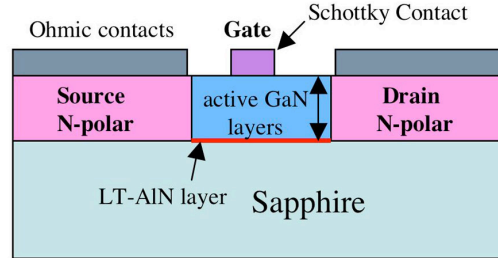 Schottky Contact
Ohmic contacts
Gate
Source
N-polar
active GaN
layers
Drain
N-polar
LT-AlN layer
Sapphire